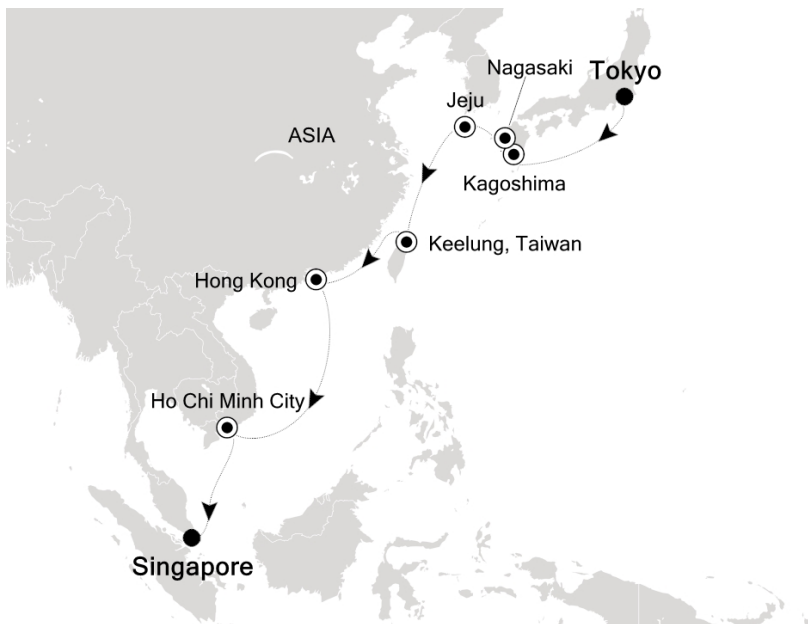 Nagasaki
Tokyo
Jeju
ASIA
Kagoshima
Keelung, Taiwan
Hong Kong
Ho Chi Minh City
Singapore